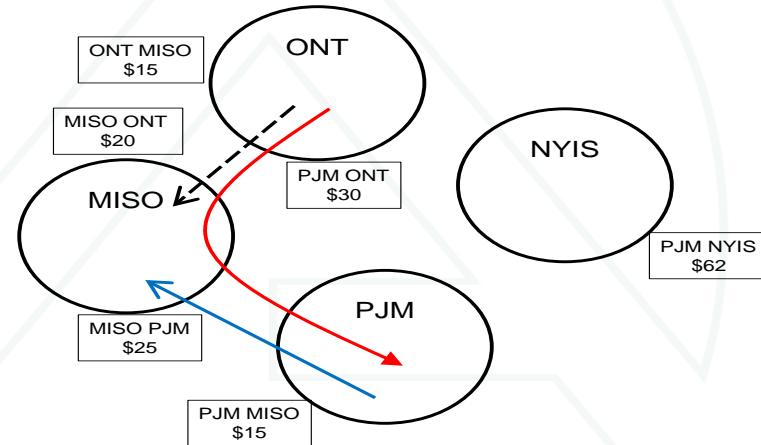 ONT
ONT MISO
$15
MISO ONT
$20
NYIS
PJM ONT
$30
MISO
PJM NYIS
$62
PJM
MISO PJM
$25
PJM MISO
$15